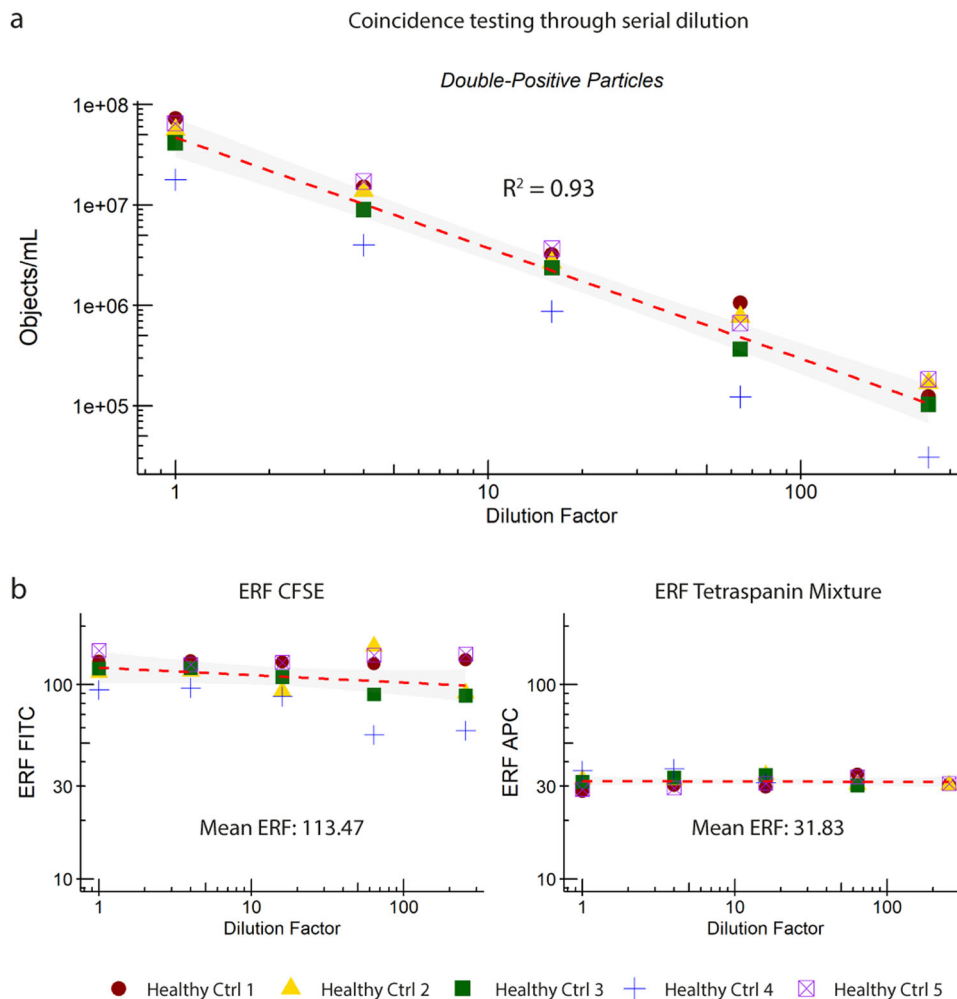 a
Coincidence testing through serial dilution
Double-Positive Particles
1e+08
1e+07
1e+06
1e+05
Objects/mL
R² = 0.93
1 10 100
Dilution Factor
b
ERF CFSE
ERF FITC
100
30
10
Mean ERF: 113.47
1 10 100
Dilution Factor
ERF Tetraspanin Mixture
ERF APC
100
30
10
Mean ERF: 31.83
1 10 100
Dilution Factor
Healthy Ctrl 1 Healthy Ctrl 2 Healthy Ctrl 3 Healthy Ctrl 4 Healthy Ctrl 5